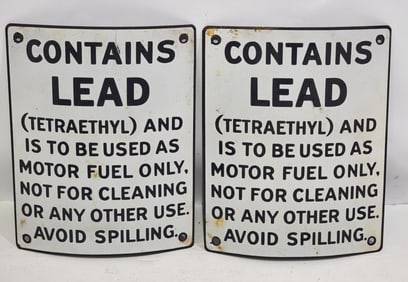 CONTAINS
LEAD
(TETRAETHYL) AND
IS TO BE USED AS
MOTOR FUEL ONLY,
NOT FOR CLEANING
OR ANY OTHER USE.
AVOID SPILLING.
CONTAINS
LEAD
(TETRAETHYL) AND
IS TO BE USED AS
MOTOR FUEL ONLY,
NOT FOR CLEANING
OR ANY OTHER USE.
AVOID SPILLING.